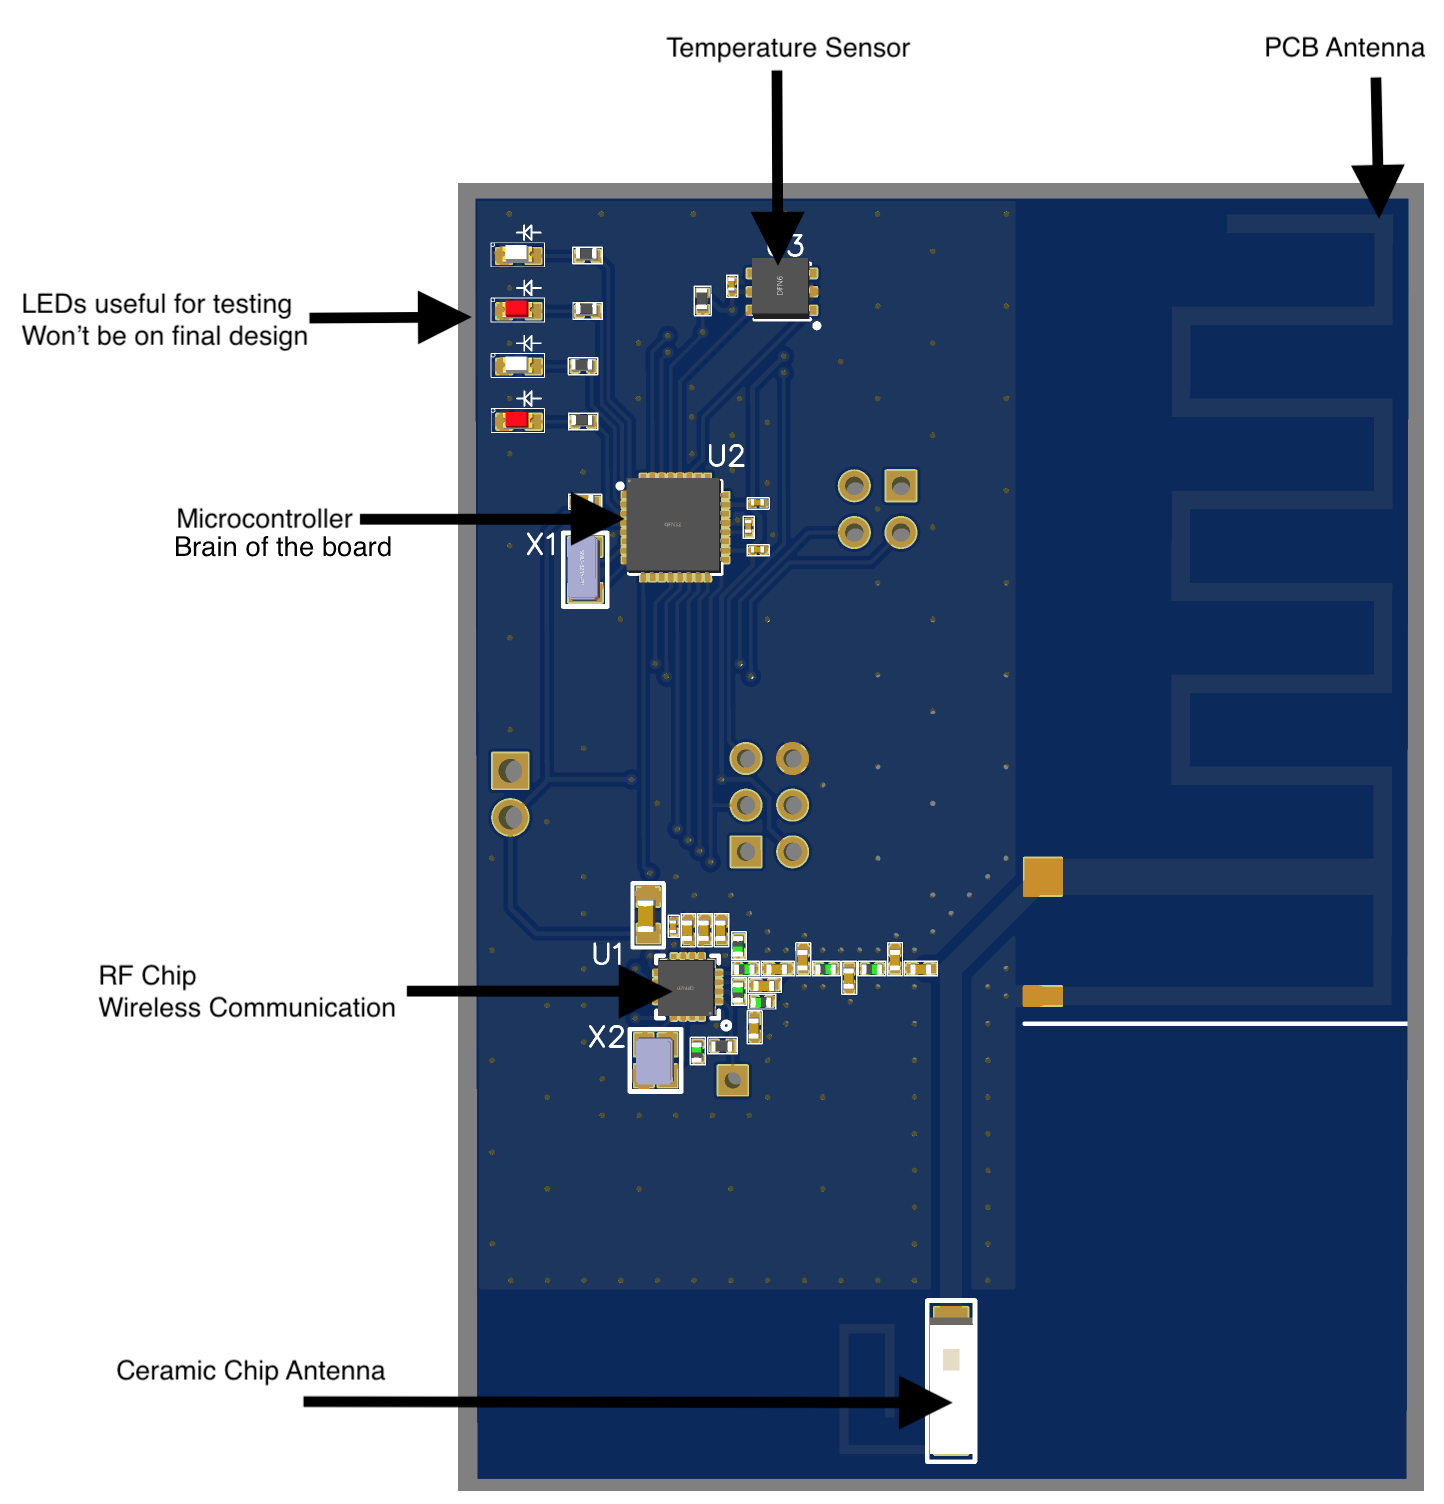 Temperature Sensor
PCB Antenna
3
LEDs useful for testing
Won't be on final design
U2
Microcontroller
Brain of the board
X1
U1
RF Chip
Wireless Communication
X2
Ceramic Chip Antenna